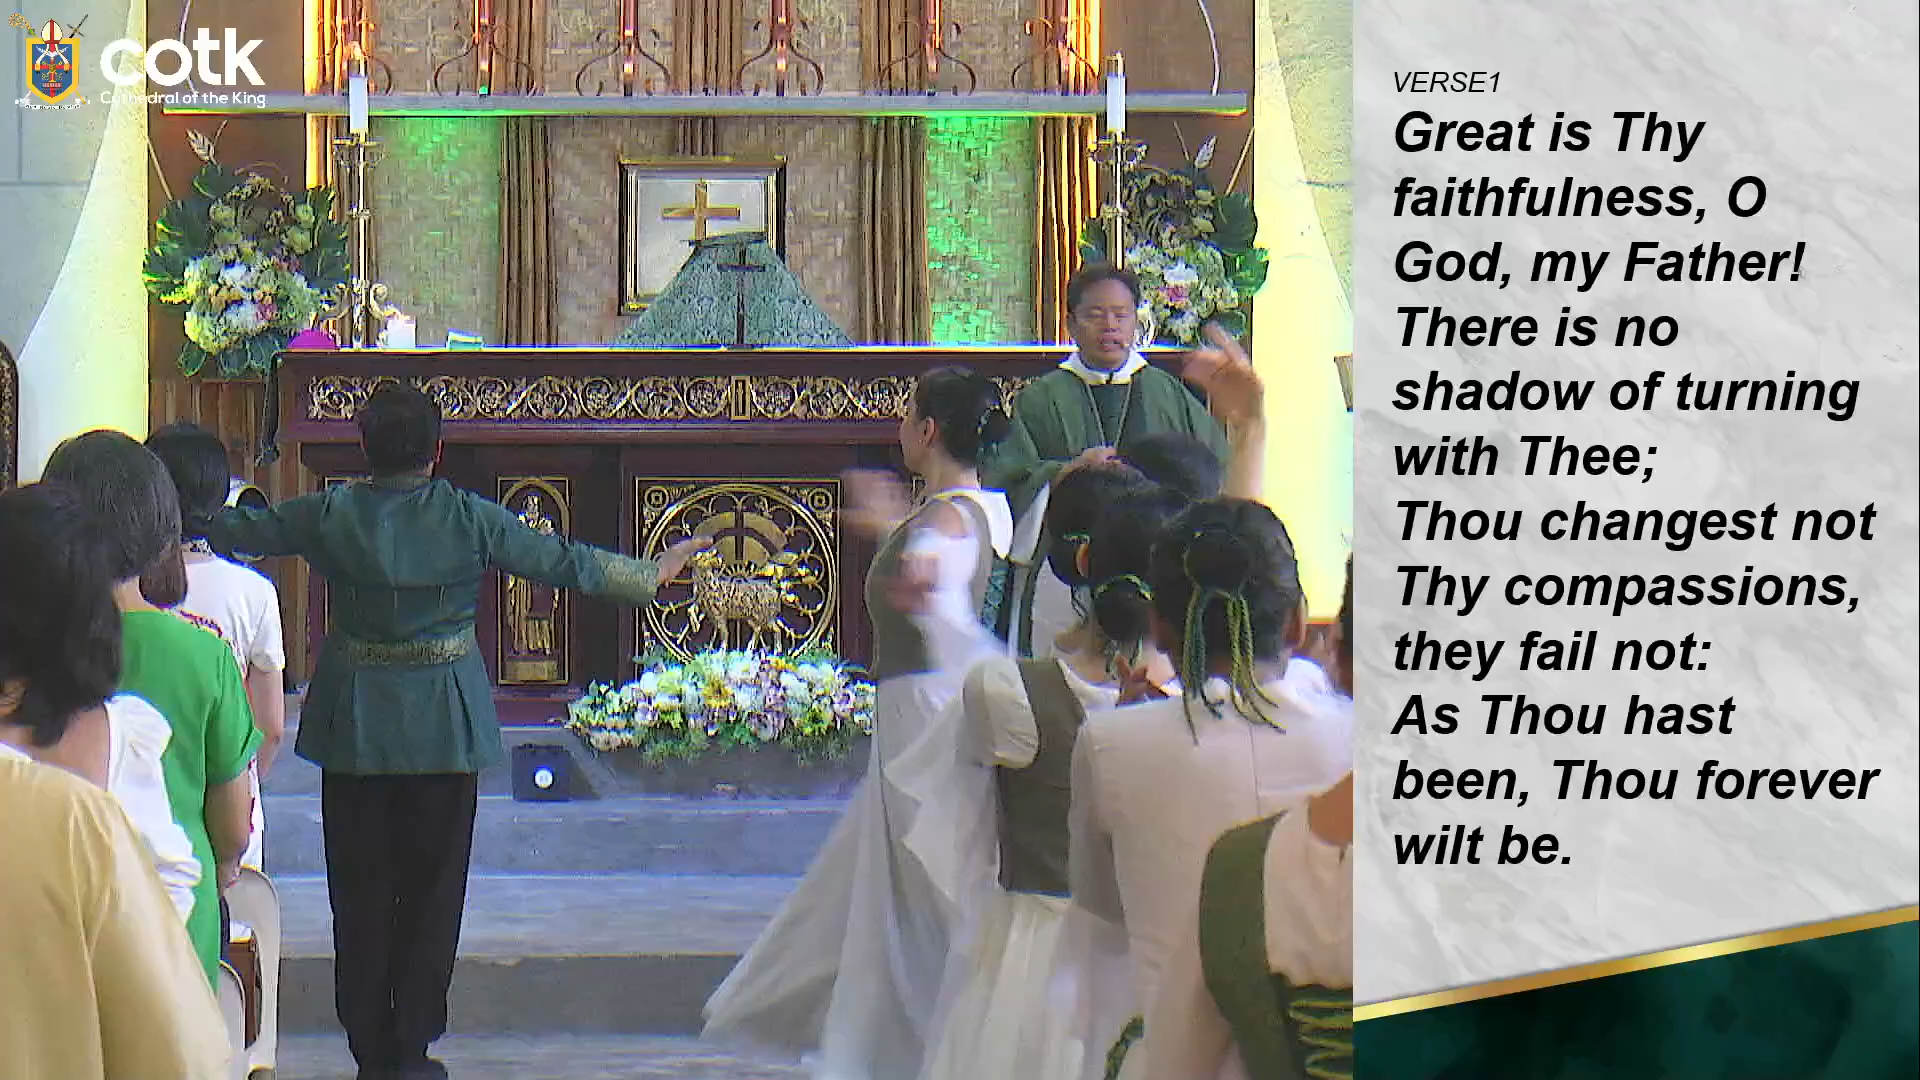 cotk
Cathedral of the King
VERSE1
Great is Thy
faithfulness, O
God, my Father!
There is no
shadow of turning
with Thee;
Thou changest not
Thy compassions,
they fail not:
As Thou hast
been, Thou forever
wilt be.